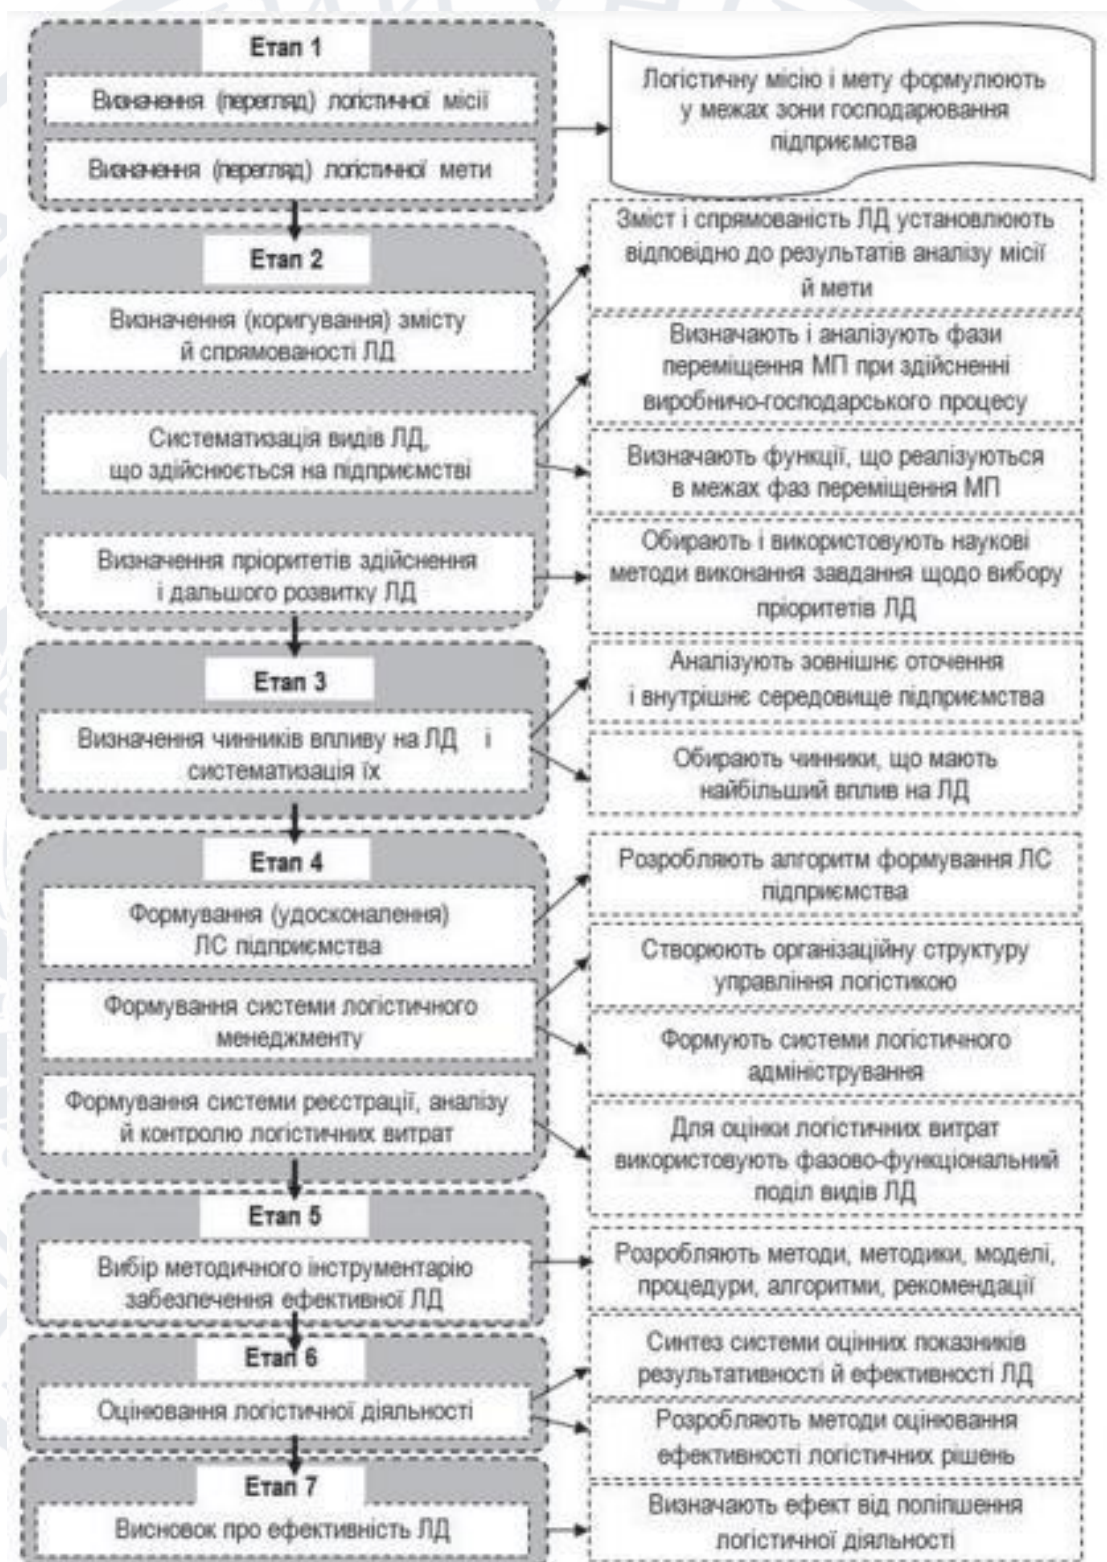 Етап 1
Визначення (перегляд) логістичної місії
Визначення (перегляд) логістичної мети
Логістичну місію і мету формулюють
у межах зони господарювання
підприємства
Етап 2
Визначення (коригування) змісту
й спрямованості ЛД
Зміст і спрямованість ЛД установлюють
відповідно до результатів аналізу місії
й мети
Систематизація видів ЛД,
що здійснюється на підприємстві
Визначають і аналізують фази
переміщення МП при здійсненні
виробничо-господарського процесу
Визначають функції, що реалізуються
в межах фаз переміщення МП
Визначення пріоритетів здійснення
і дальшого розвитку ЛД
Обирають і використовують наукові
методи виконання завдання щодо вибору
пріоритетів ЛД
Етап 3
Визначення чинників впливу на ЛД і
систематизація їх
Аналізують зовнішнє оточення
і внутрішнє середовище підприємства
Обирають чинники, що мають
найбільший вплив на ЛД
Етап 4
Формування (удосконалення)
ЛС підприємства
Розробляють алгоритм формування ЛС
підприємства
Формування системи логістичного
менеджменту
Створюють організаційну структуру
управління логістикою
Формують системи логістичного
адміністрування
Формування системи реєстрації, аналізу
й контролю логістичних витрат
Для оцінки логістичних витрат
використовують фазово-функціональний
поділ видів ЛД
Етап 5
Вибір методичного інструментарію
забезпечення ефективної ЛД
Розробляють методи, методики, моделі,
процедури, алгоритми, рекомендації
Етап 6
Оцінювання логістичної діяльності
Синтез системи оцінних показників
результативності й ефективності ЛД
Розробляють методи оцінювання
ефективності логістичних рішень
Етап 7
Висновок про ефективність ЛД
Визначають ефект від поліпшення
логістичної діяльності